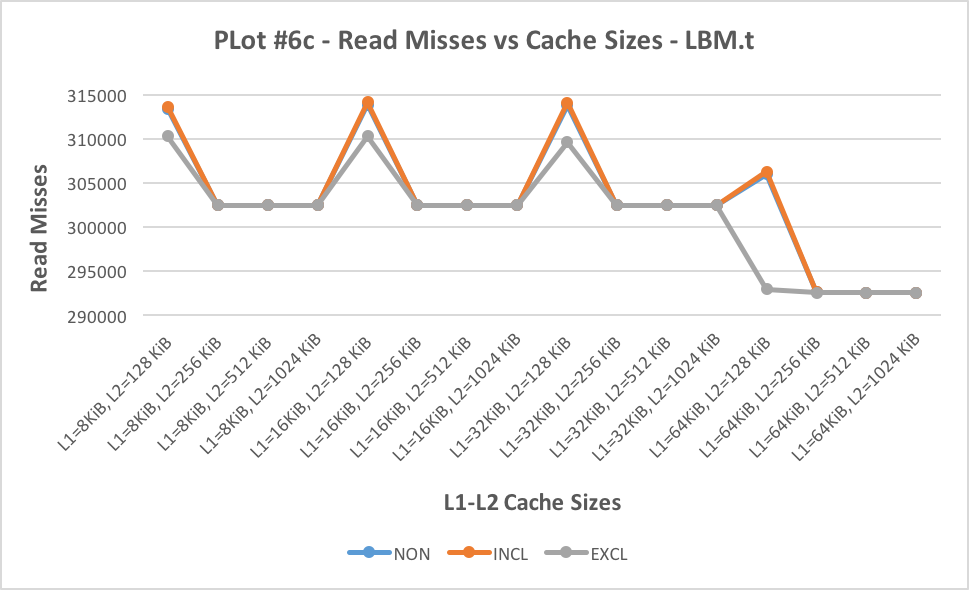 PLot #6c - Read Misses vs Cache Sizes - LBM.t
Read Misses
315000
310000
305000
300000
295000
290000
L1=8KiB, L2=128 KiB
L1=8KiB, L2=256 KiB
L1=8KiB, L2=512 KiB
L1=8KiB, L2=1024 KiB
L1=16KiB, L2=128 KiB
L1=16KiB, L2=256 KiB
L1=16KiB, L2=512 KiB
L1=16KiB, L2=1024 KiB
L1=32KiB, L2=128 KiB
L1=32KiB, L2=256 KiB
L1=32KiB, L2=512 KiB
L1=32KiB, L2=1024 KiB
L1=64KiB, L2=128 KiB
L1=64KiB, L2=256 KiB
L1=64KiB, L2=512 KiB
L1=64KiB, L2=1024 KiB
L1-L2 Cache Sizes
NON INCL EXCL